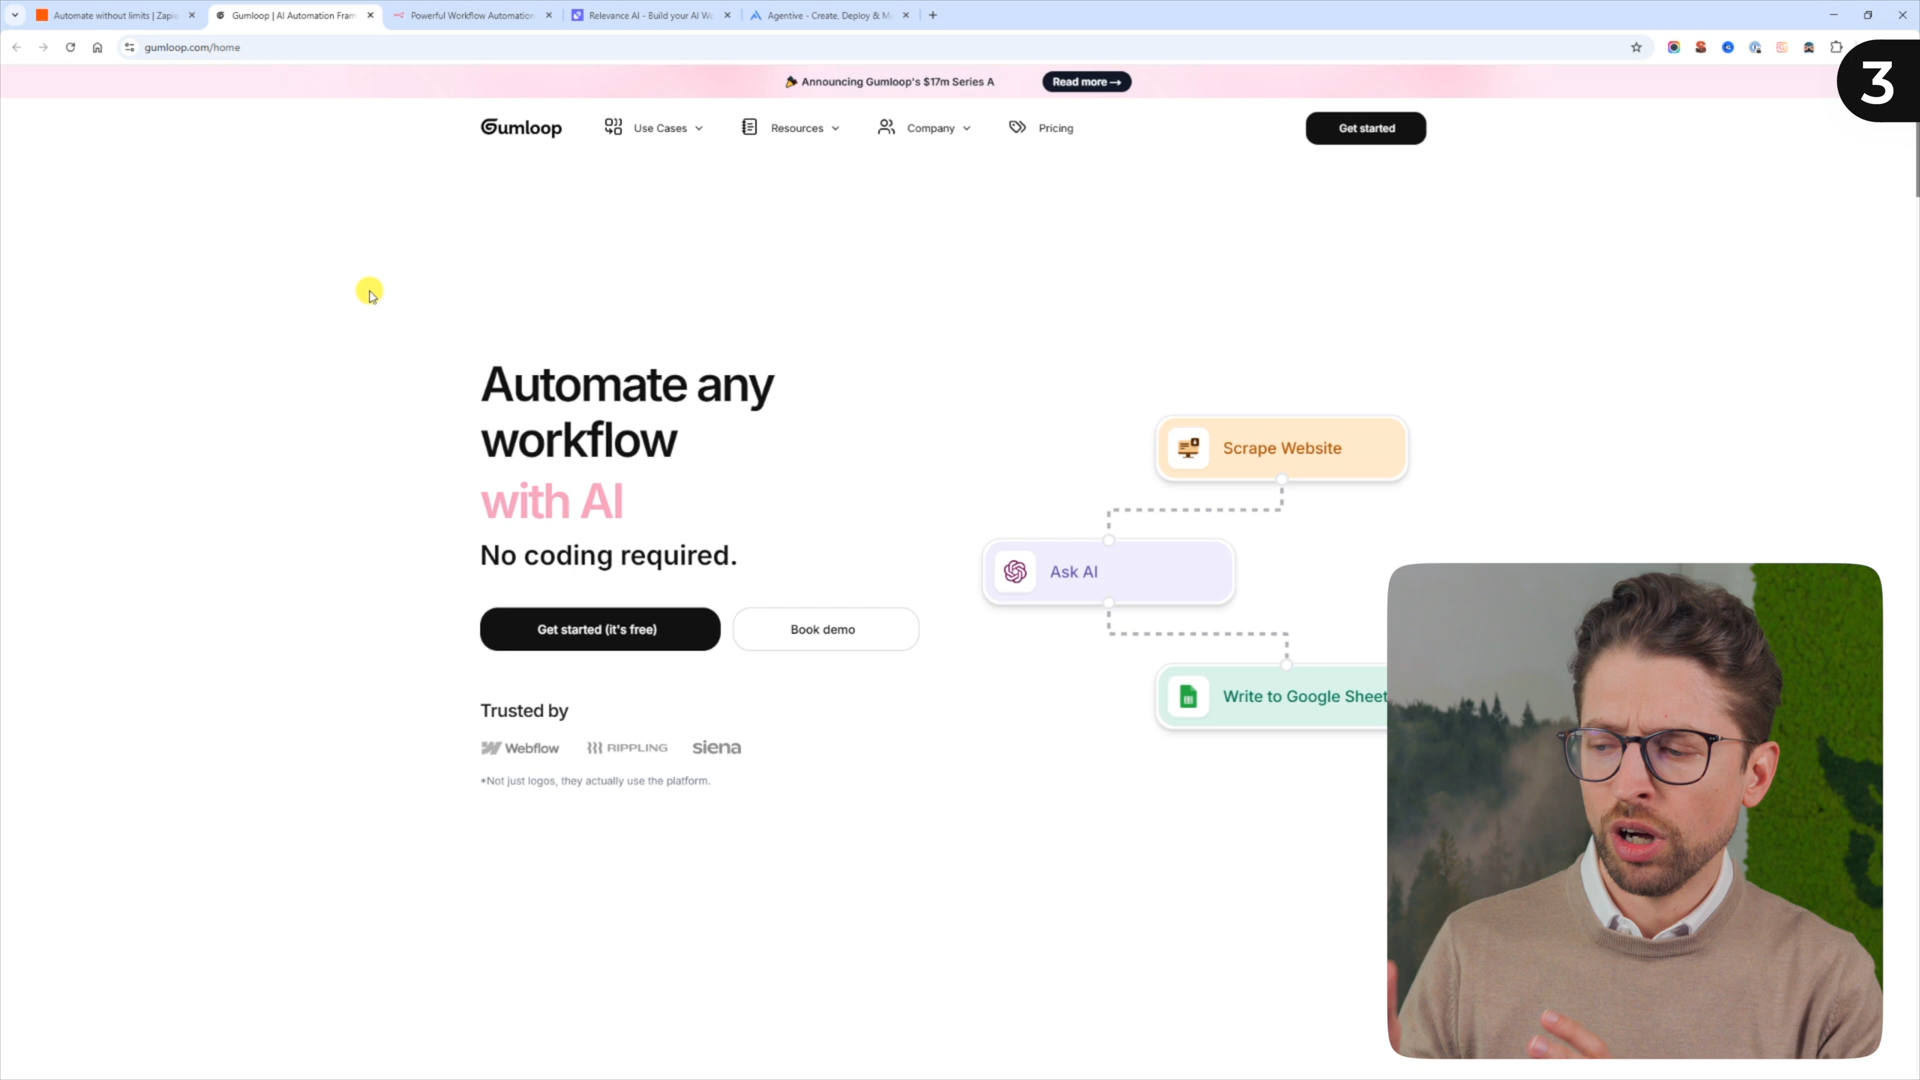 Automate without limits | Zapie
Gumloop | AI Automation Fram
Powerful Workflow Automation
Relevance AI - Build your AI Wo
Agentive - Create, Deploy & M
gumloop.com/home
3
Announcing Gumloop's $17m Series A
Read more →
Gumloop
Use Cases
Resources
Company
Pricing
Get started
Automate any
workflow
with AI
No coding required.
Get started (it's free)
Book demo
Scrape Website
Ask AI
Write to Google Sheet
Trusted by
Webflow
RIPPLING
siena
*Not just logos, they actually use the platform.